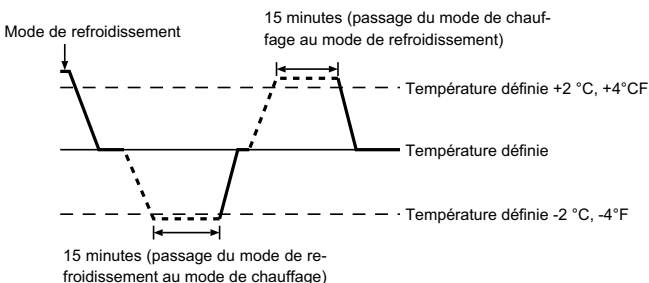 15 minutes (passage du mode de chauf-
fage au mode de refroidissement)
Mode de refroidissement
Température définie +2 °C, +4°CF
Température définie
Température définie -2 °C, -4°F
15 minutes (passage du mode de re-
froidissement au mode de chauffage)